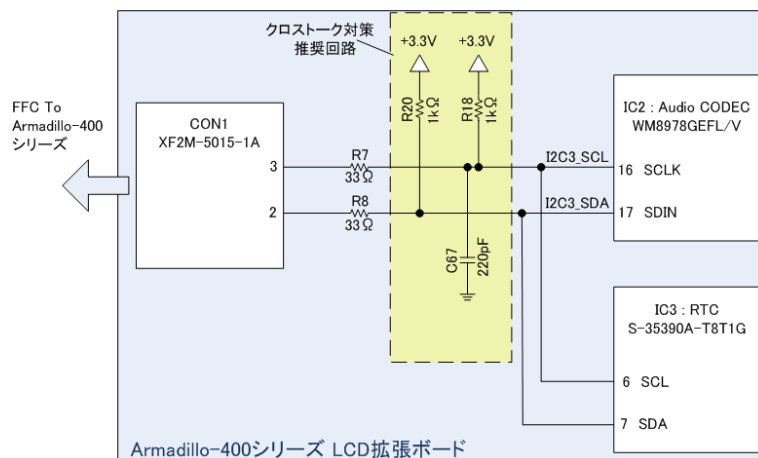 クロストーク対策
推奨回路
+3.3V
+3.3V
R20
1kΩ
R18
1kΩ
FFC To
Armadillo-400
シリーズ
CON1
XF2M-5015-1A
3
R7
33Ω
2
R8
33Ω
C67
220pF
I2C3_SCL
I2C3_SDA
IC2 : Audio CODEC
WM8978GEFL/V
16 SCLK
17 SDIN
IC3 : RTC
S-35390A-T8T1G
6 SCL
7 SDA
Armadillo-400シリーズ LCD拡張ボード